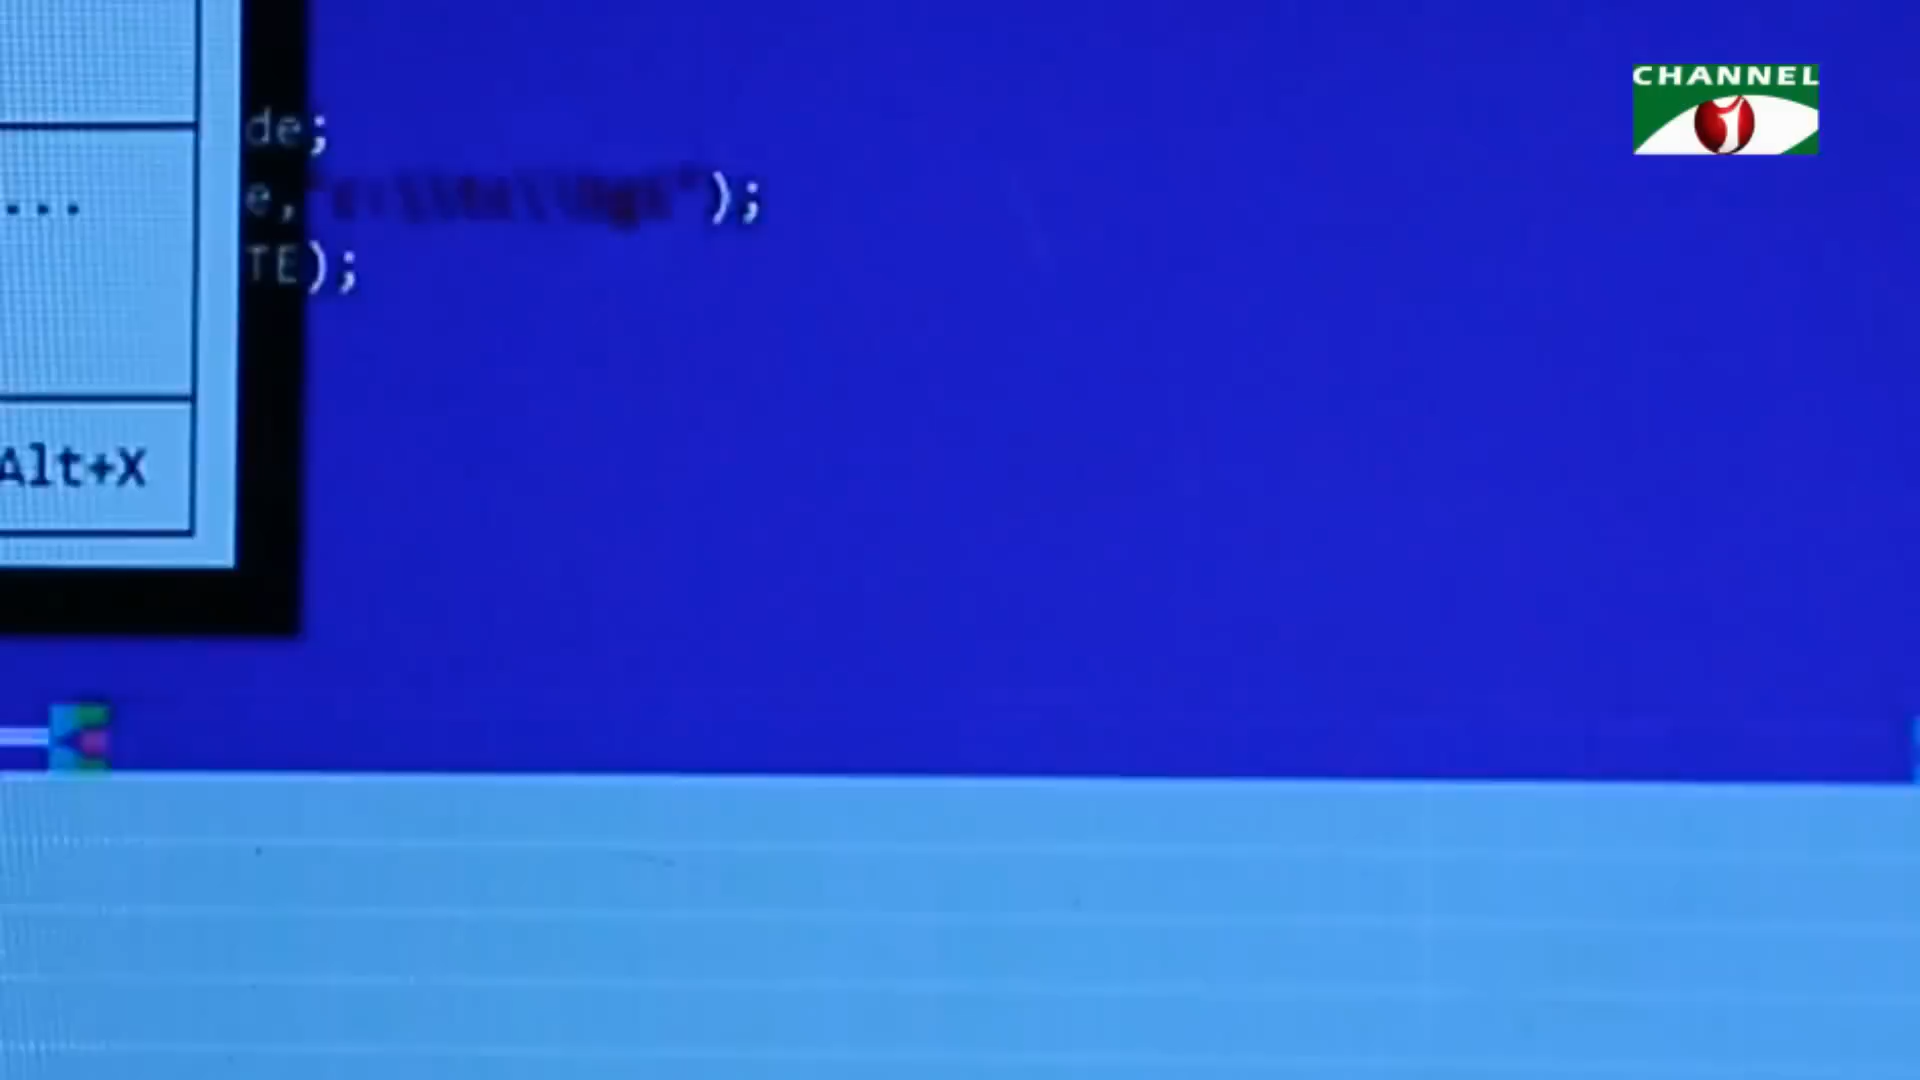 CHANNEL
de;
...
e, ");
TE);
Alt+X